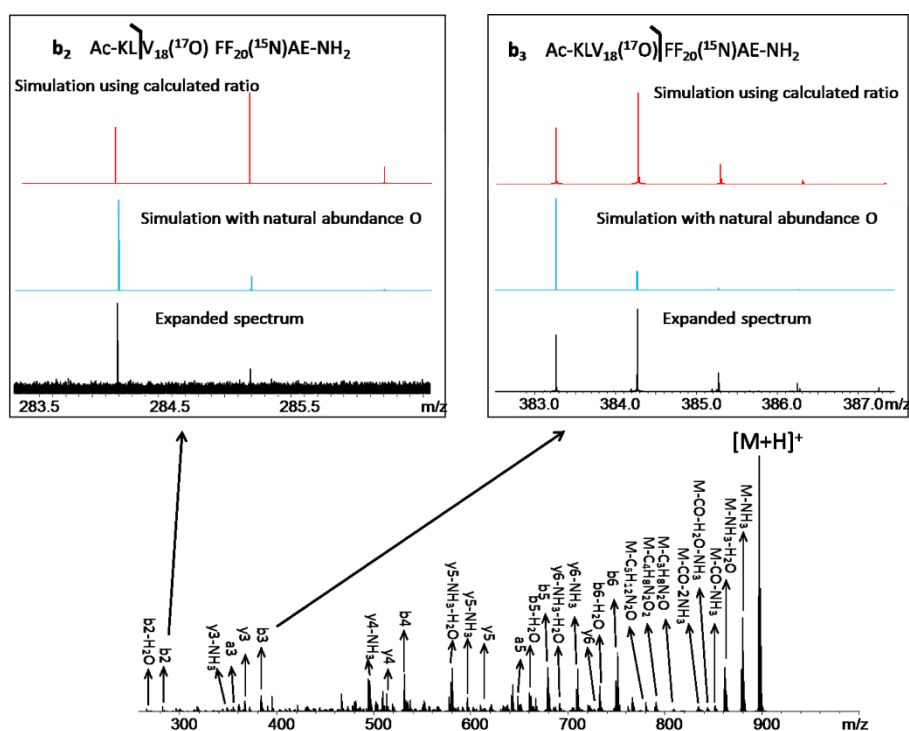 b₂ Ac-KL V₁₈(¹⁷O) FF₂₀(¹⁵N)AE-NH₂
Simulation using calculated ratio
Simulation with natural abundance O
Expanded spectrum
283.5 284.5 285.5 m/z
b₃ Ac-KLV₁₈(¹⁷O) FF₂₀(¹⁵N)AE-NH₂
Simulation using calculated ratio
Simulation with natural abundance O
Expanded spectrum
383.0 384.0 385.0 386.0 387.0 m/z
[M+H]⁺
b2-H₂O
b2
y3-NH₃
a3
y3
b3
y4-NH₃
y4
b4
y5-NH₃-H₂O
y5-NH₃
y5
a5
b5-H₂O
b5
y6-NH₃-H₂O
y6-NH₃
y6
b6-H₂O
b6
M-C₅H₁₂N₂O
M-C₄H₈N₂O₂
M-C₃H₈N₂O
M-CO-2NH₃
M-CO-H₂O-NH₃
M-CO-NH₃
M-NH₃-H₂O
M-NH₃
300 400 500 600 700 800 900 m/z